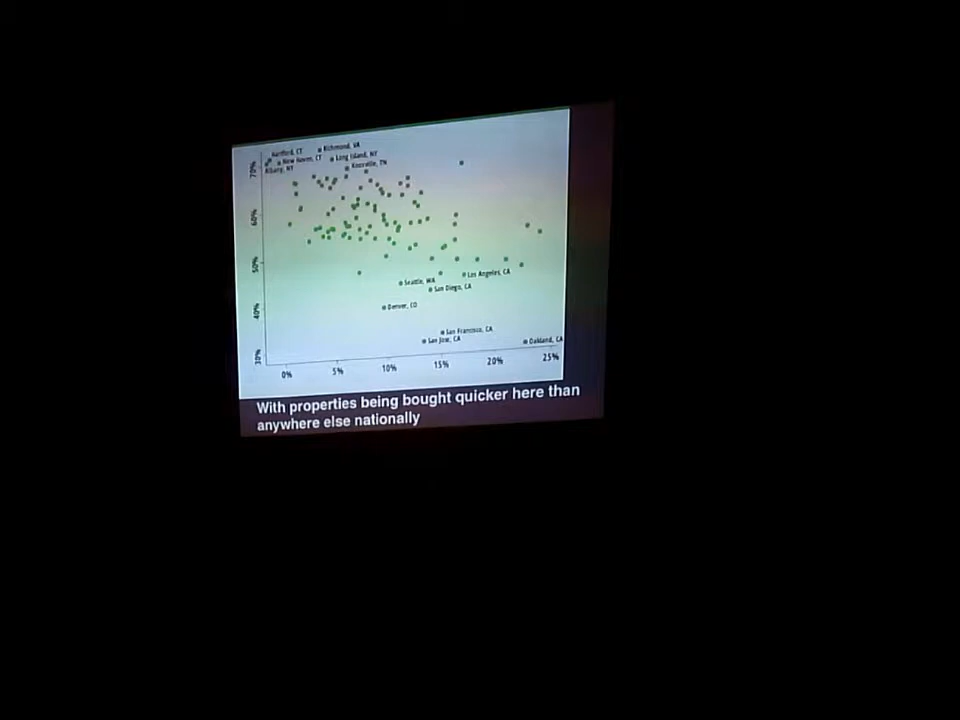 Hartford, CT
Richmond, VA
New Haven, CT
Long Island, NY
Albany, NY
Knoxville, TN
70%
60%
50%
40%
30%
Seattle, WA
Los Angeles, CA
San Diego, CA
Denver, CO
San Francisco, CA
San Jose, CA
Oakland, CA
0%
5%
10%
15%
20%
25%
With properties being bought quicker here than
anywhere else nationally